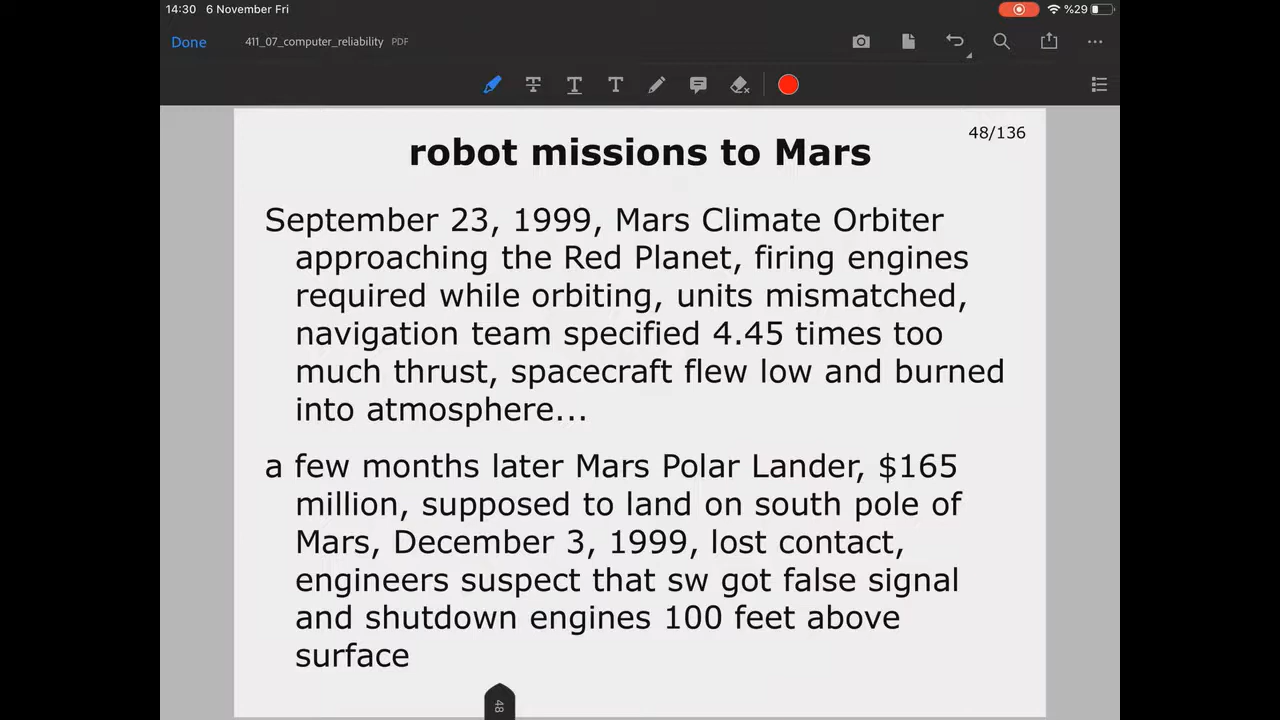 14:30 6 November Fri %29
Done 411_07_computer_reliability PDF
48/136
robot missions to Mars
September 23, 1999, Mars Climate Orbiter
approaching the Red Planet, firing engines
required while orbiting, units mismatched,
navigation team specified 4.45 times too
much thrust, spacecraft flew low and burned
into atmosphere...
a few months later Mars Polar Lander, $165
million, supposed to land on south pole of
Mars, December 3, 1999, lost contact,
engineers suspect that sw got false signal
and shutdown engines 100 feet above
surface
48